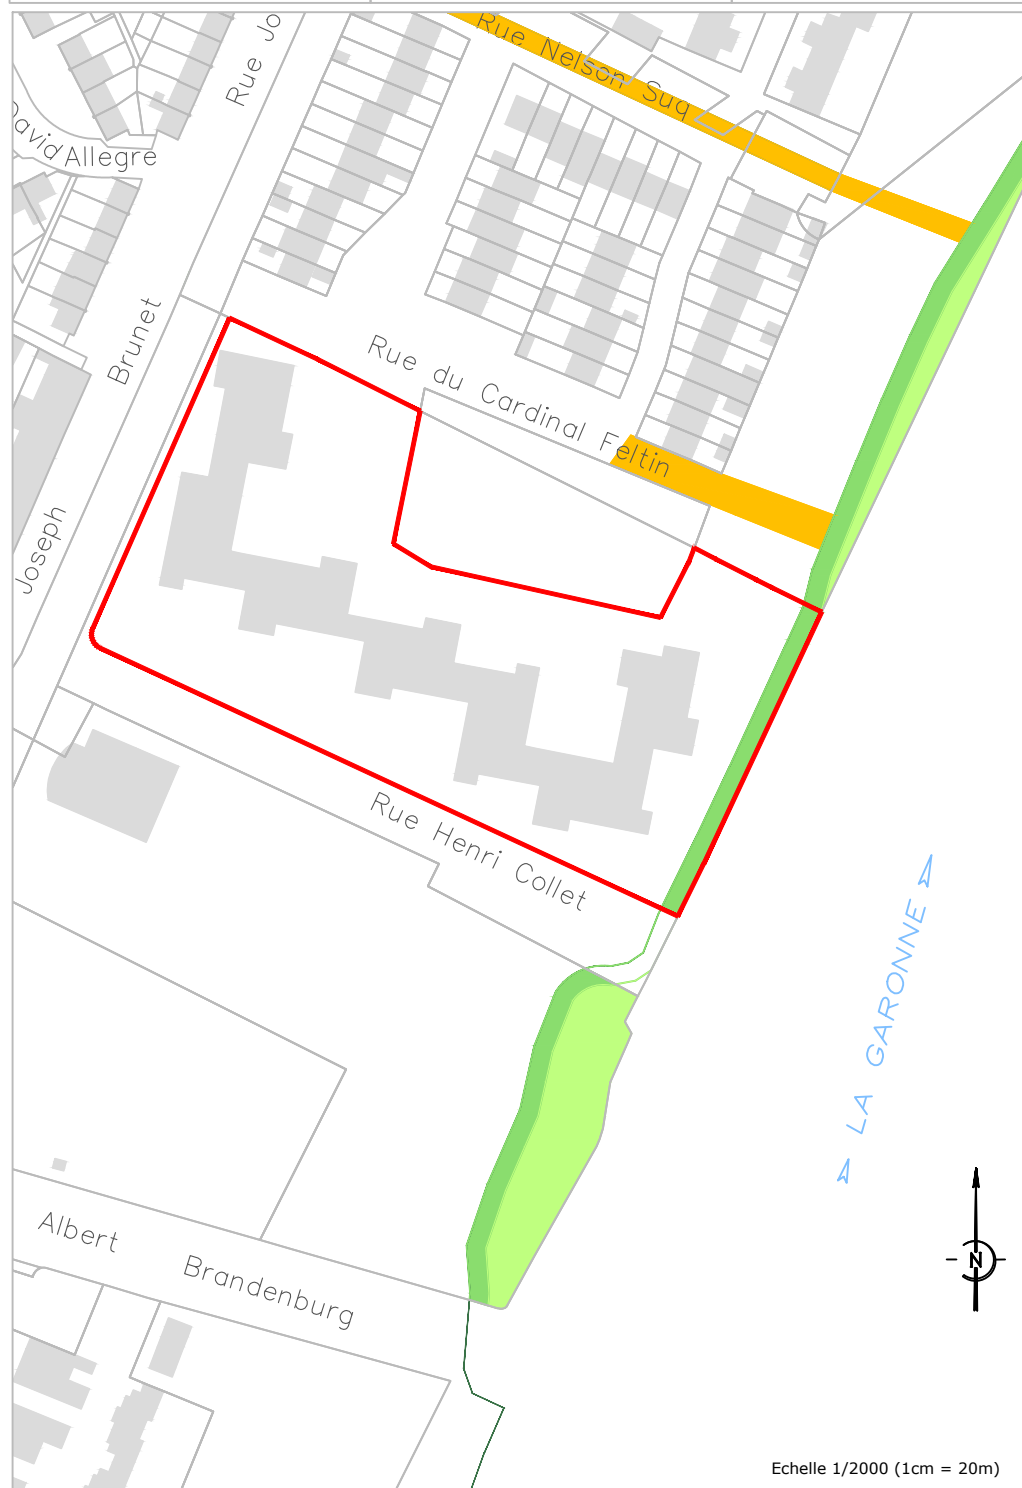 Rue Nelson Suq
Rue Jo
David Allegre
Rue du Cardinal Feltin
Joseph Brunet
Rue Henri Collet
LA GARONNE
N
Albert Brandenburg
Echelle 1/2000 (1cm = 20m)